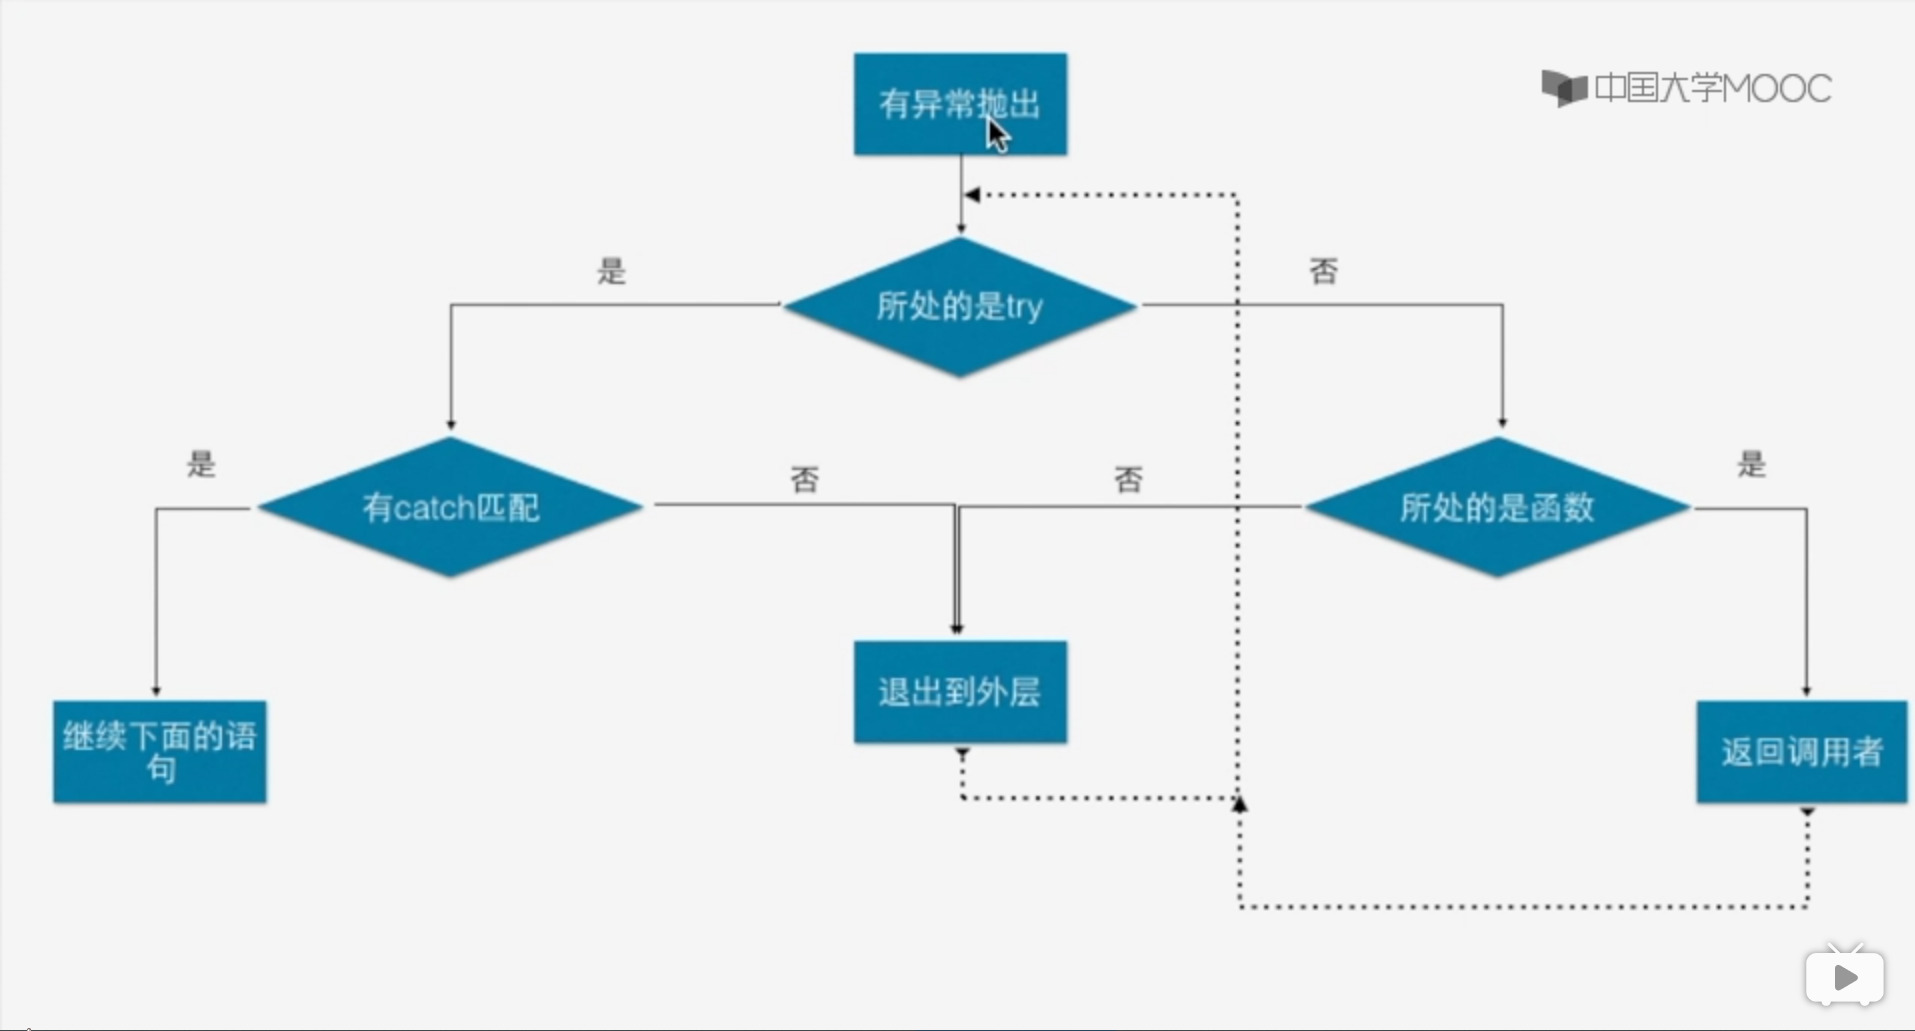 有异常抛出
中国大学MOOC
是
所处的是try
否
是
有catch匹配
否
否
所处的是函数
是
退出到外层
继续下面的语
句
返回调用者